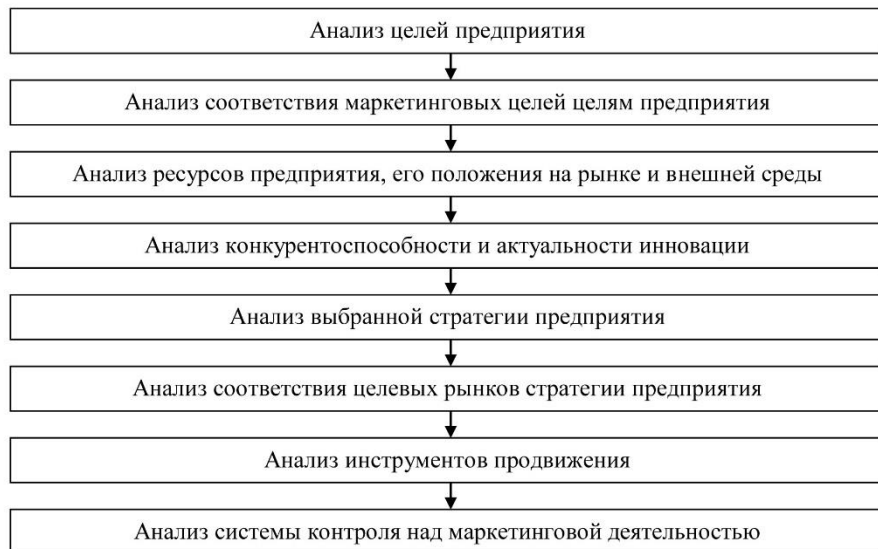 Анализ целей предприятия
Анализ соответствия маркетинговых целей целям предприятия
Анализ ресурсов предприятия, его положения на рынке и внешней среды
Анализ конкурентоспособности и актуальности инновации
Анализ выбранной стратегии предприятия
Анализ соответствия целевых рынков стратегии предприятия
Анализ инструментов продвижения
Анализ системы контроля над маркетинговой деятельностью